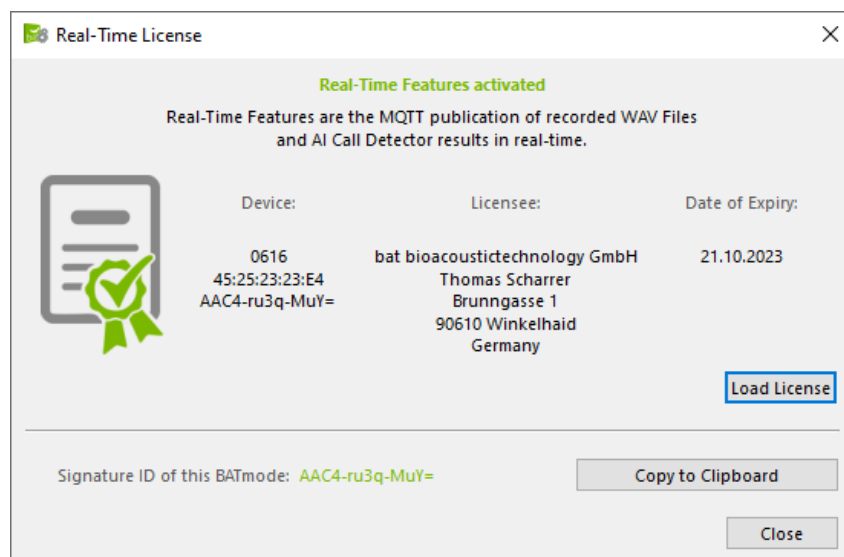 Real-Time License
Real-Time Features activated
Real-Time Features are the MQTT publication of recorded WAV Files
and AI Call Detector results in real-time.
Device: Licensee: Date of Expiry:
0616 bat bioacoustictechnology GmbH 21.10.2023
45:25:23:23:E4 Thomas Scharrer
AAC4-ru3q-MuY= Brunngasse 1
90610 Winkelhaid
Germany
Load License
Signature ID of this BATmode: AAC4-ru3q-MuY= Copy to Clipboard
Close